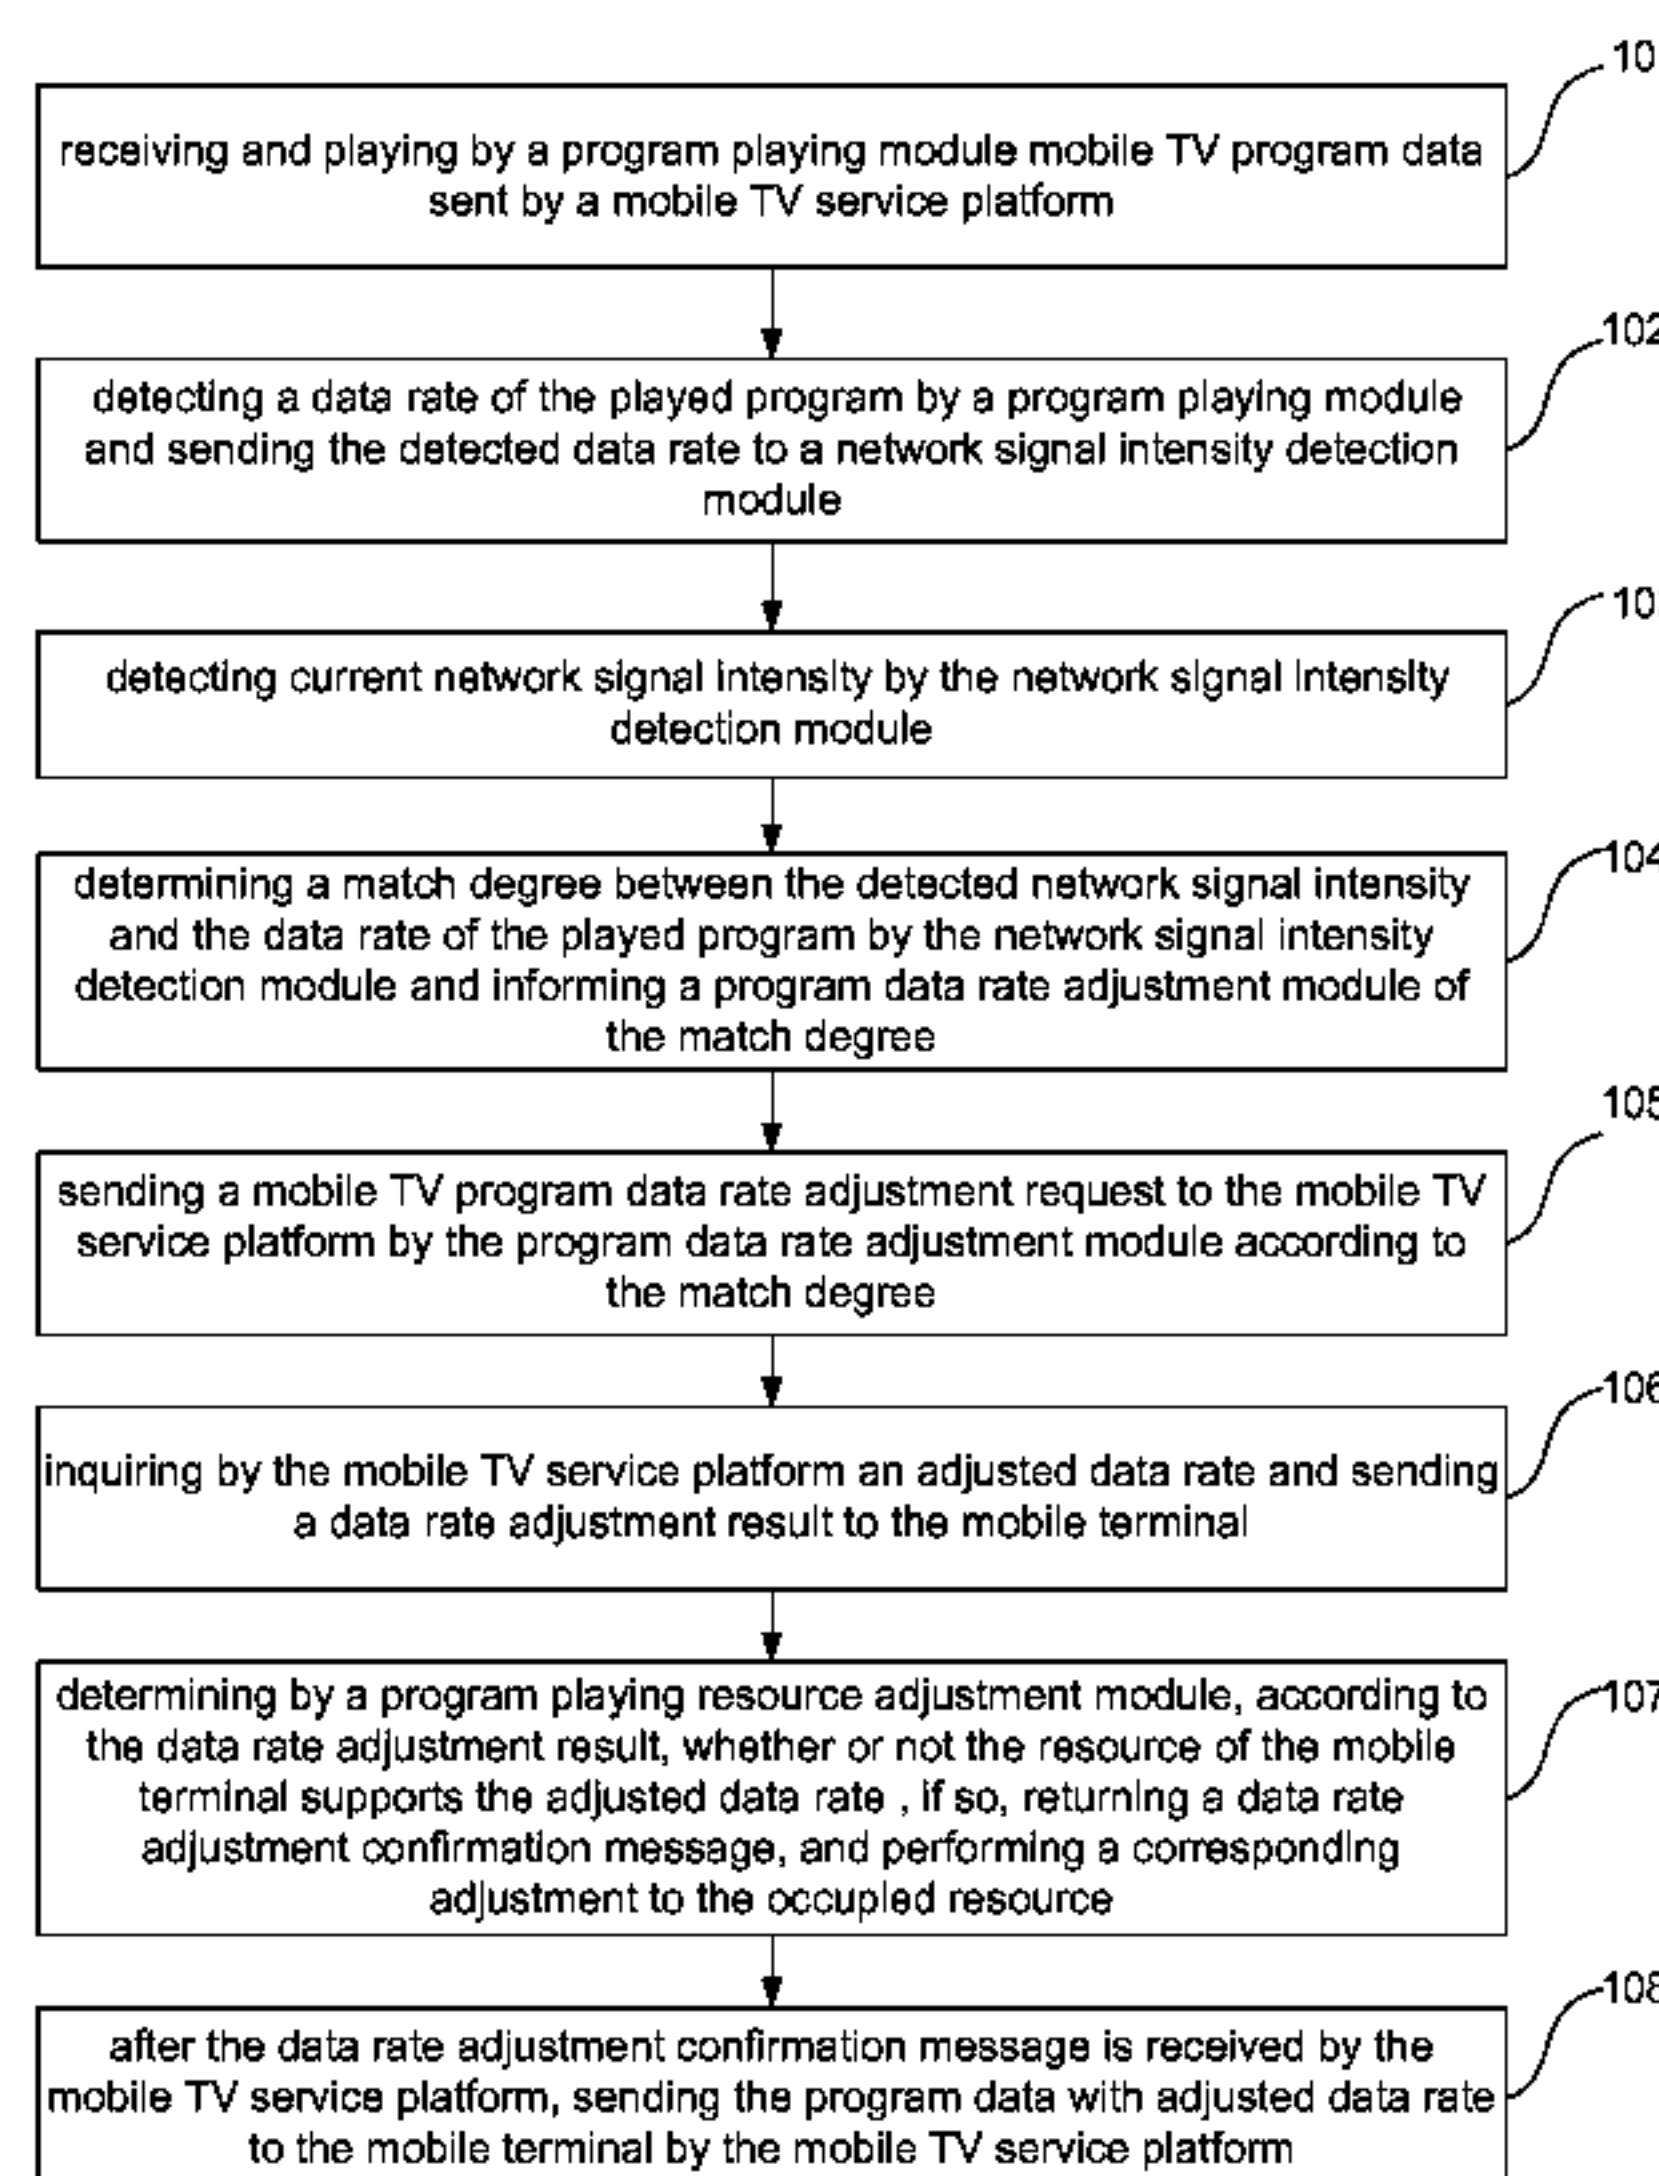 10
receiving and playing by a program playing module mobile TV program data
sent by a mobile TV service platform
102
detecting a data rate of the played program by a program playing module
and sending the detected data rate to a network signal intensity detection
module
10
detecting current network signal intensity by the network signal intensity
detection module
104
determining a match degree between the detected network signal intensity
and the data rate of the played program by the network signal intensity
detection module and informing a program data rate adjustment module of
the match degree
105
sending a mobile TV program data rate adjustment request to the mobile TV
service platform by the program data rate adjustment module according to
the match degree
106
inquiring by the mobile TV service platform an adjusted data rate and sending
a data rate adjustment result to the mobile terminal
107
determining by a program playing resource adjustment module, according to
the data rate adjustment result, whether or not the resource of the mobile
terminal supports the adjusted data rate , if so, returning a data rate
adjustment confirmation message, and performing a corresponding
adjustment to the occupied resource
108
after the data rate adjustment confirmation message is received by the
mobile TV service platform, sending the program data with adjusted data rate
to the mobile terminal by the mobile TV service platform